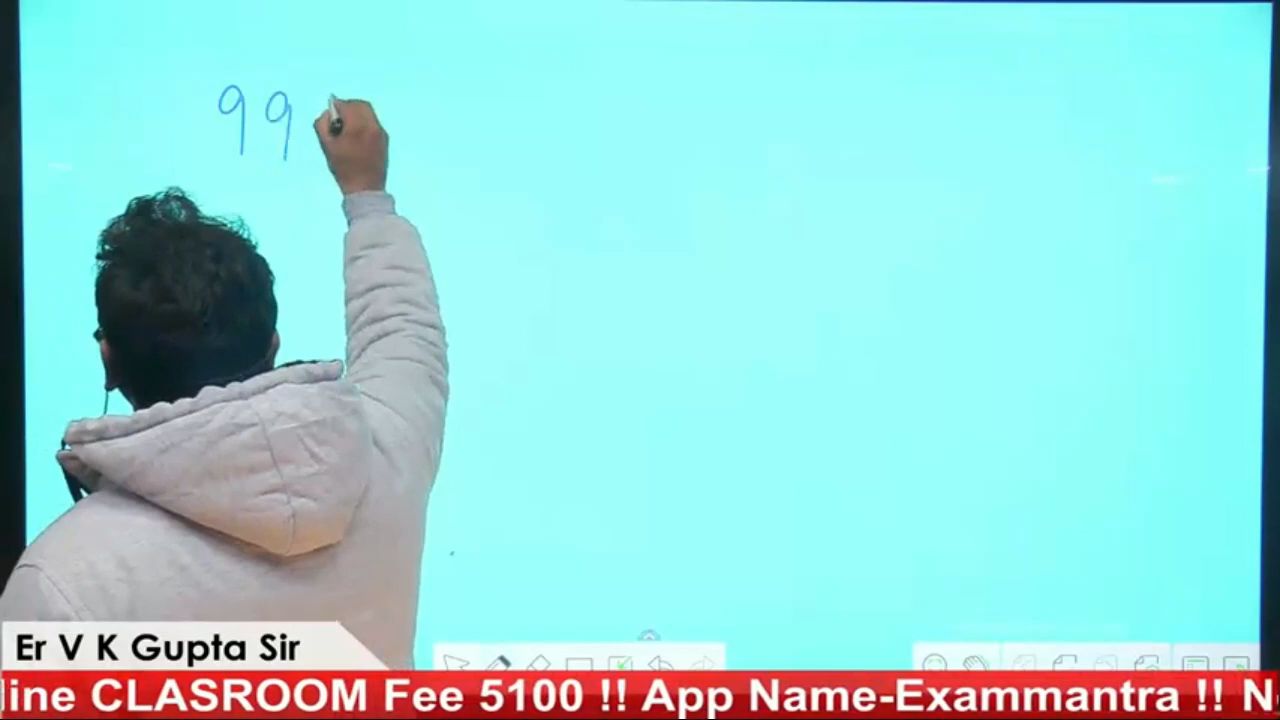 99
Er V K Gupta Sir
line CLASROOM Fee 5100 !! App Name-Exammantra !! N